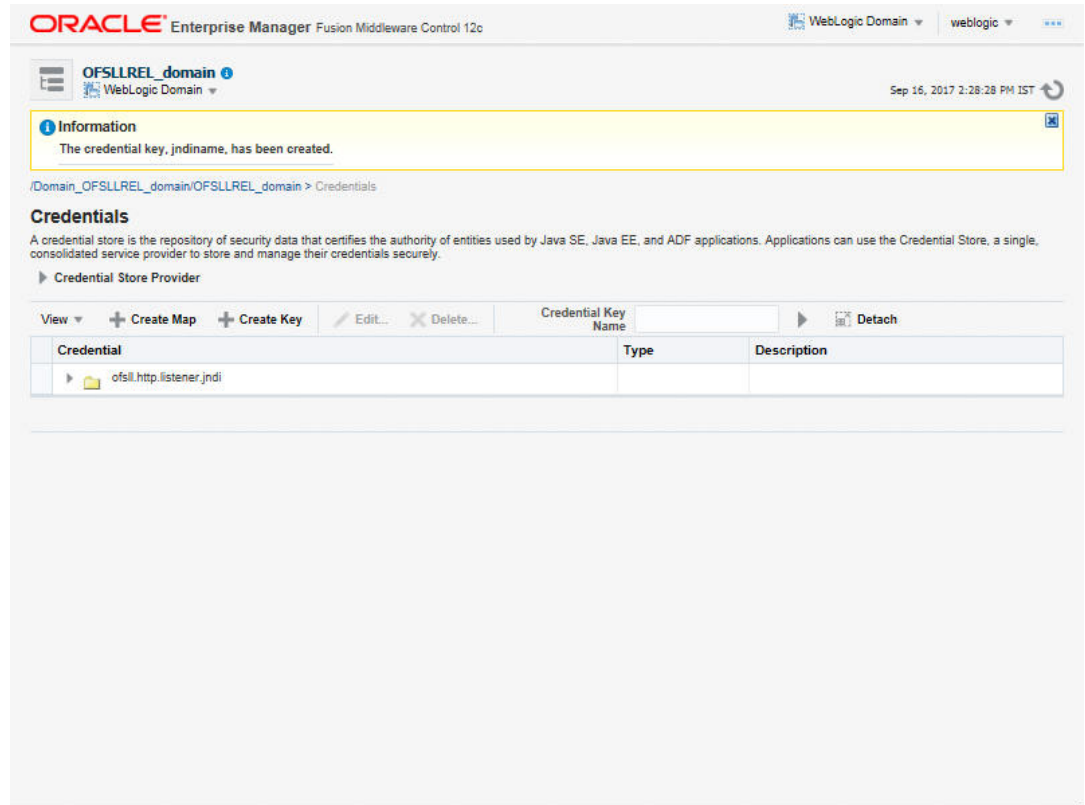 ORACLE Enterprise Manager Fusion Middleware Control 12c
WebLogic Domain
weblogic
OFSLLREL_domain
WebLogic Domain
Sep 16, 2017 2:28:28 PM IST
Information
The credential key, jndiname, has been created.
/Domain_OFSLLREL_domain/OFSLLREL_domain > Credentials
Credentials
A credential store is the repository of security data that certifies the authority of entities used by Java SE, Java EE, and ADF applications. Applications can use the Credential Store, a single,
consolidated service provider to store and manage their credentials securely.
Credential Store Provider
View
Create Map
Create Key
Edit...
Delete...
Credential Key
Name
Detach
Credential
Type
Description
ofsll.http.listener.jndi